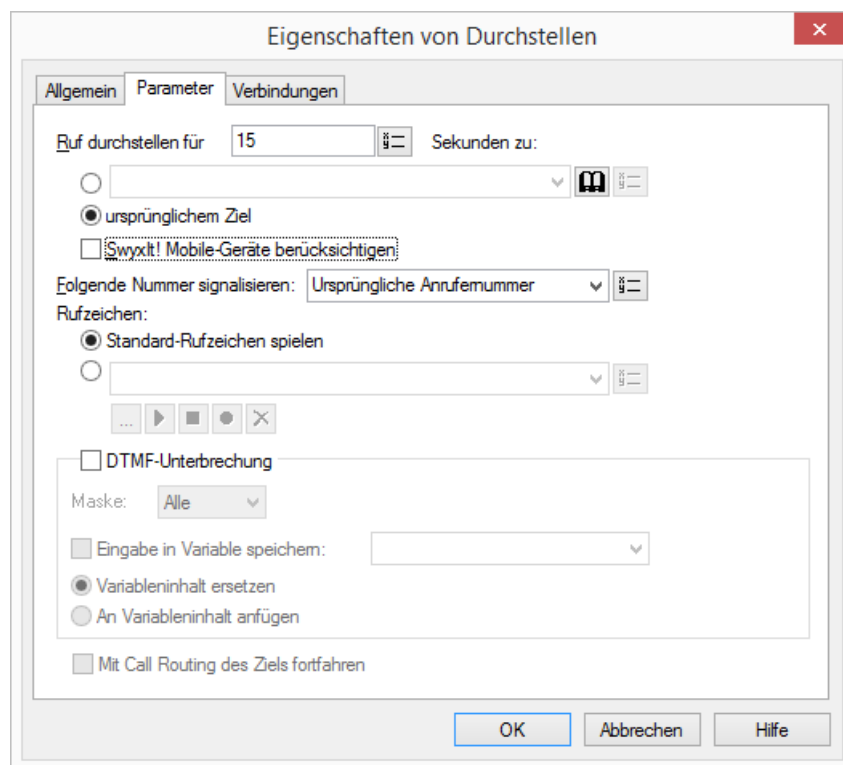 Eigenschaften von Durchstellen
Allgemein Parameter Verbindungen
Ruf durchstellen für 15 Sekunden zu:
ursprünglichem Ziel
SwyxIt! Mobile-Geräte berücksichtigen
Folgende Nummer signalisieren: Ursprüngliche Anrufernummer
Rufzeichen:
Standard-Rufzeichen spielen
...
DTMF-Unterbrechung
Maske: Alle
Eingabe in Variable speichern:
Variableninhalt ersetzen
An Variableninhalt anfügen
Mit Call Routing des Ziels fortfahren
OK Abbrechen Hilfe